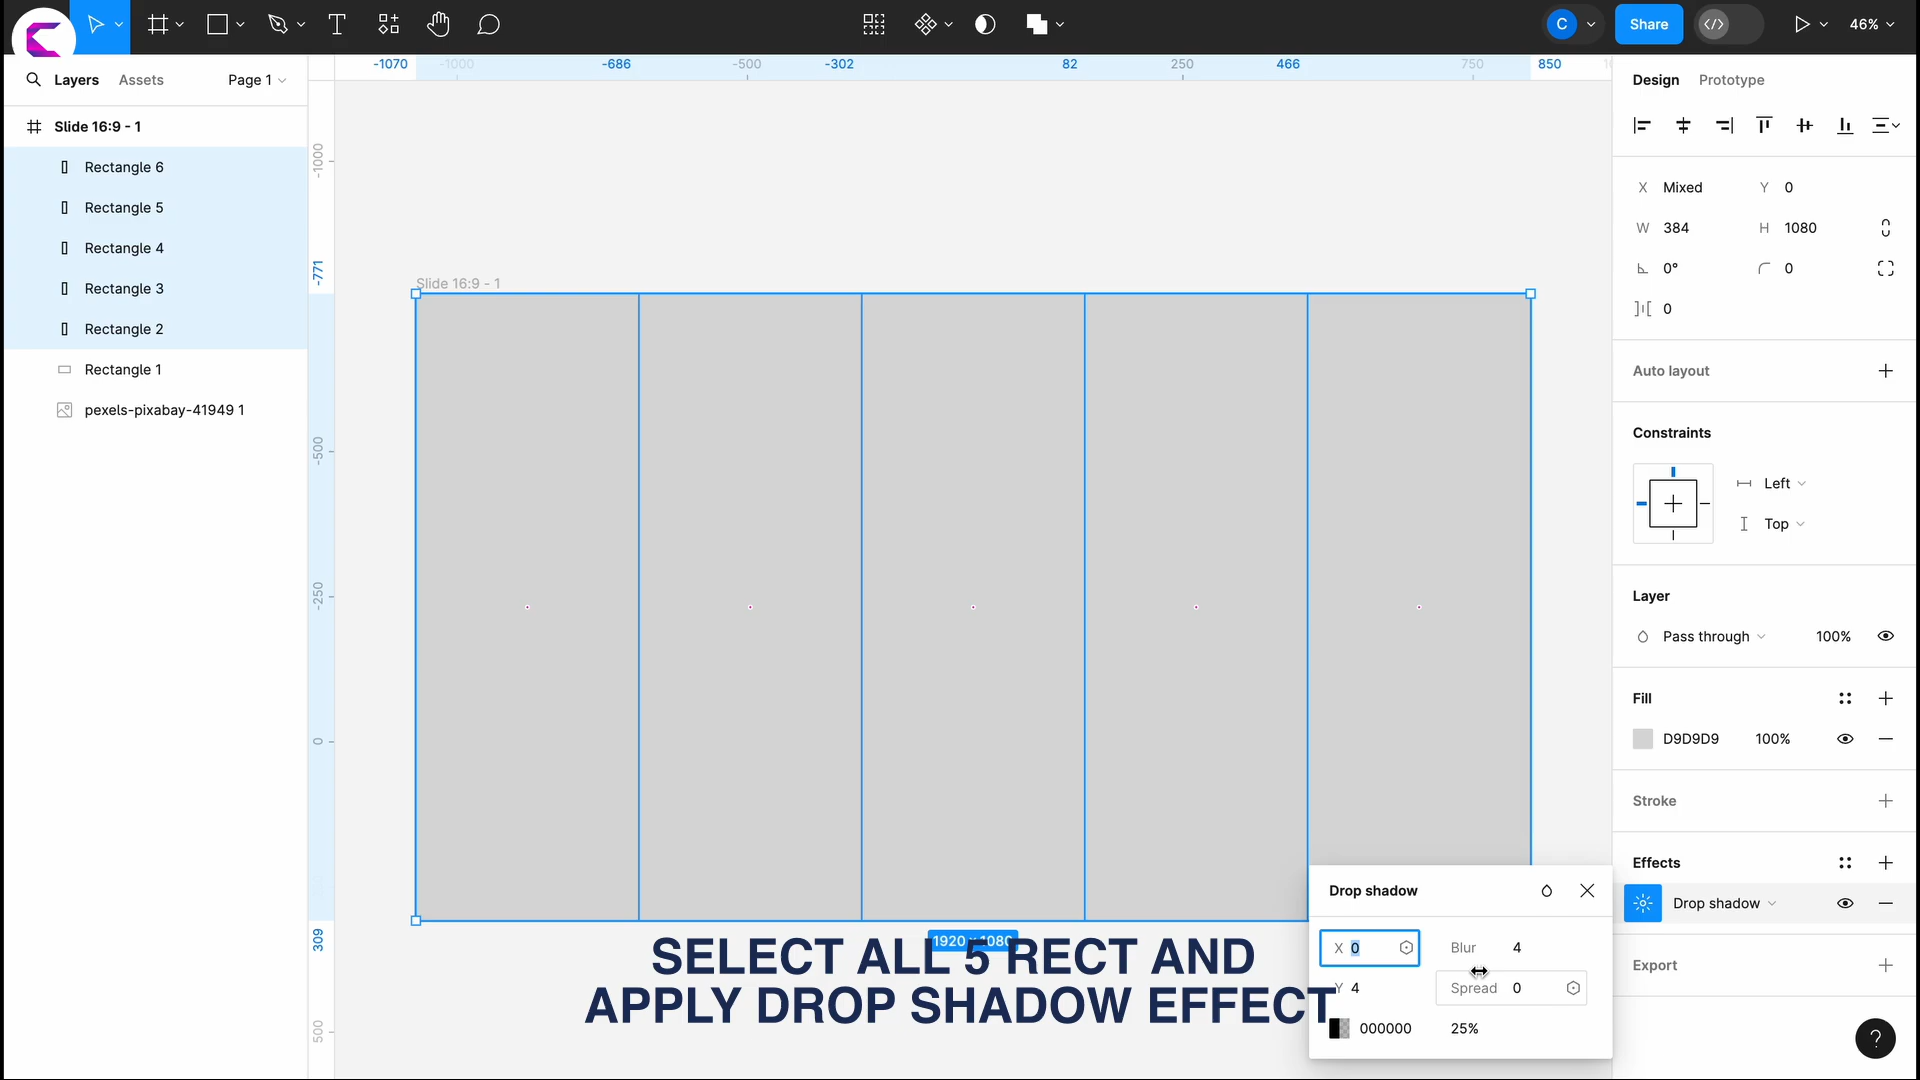 C
Share
</>
46%
Layers
Assets
Page 1
-1070
-1000
-686
-500
-302
82
250
466
750
850
Design
Prototype
Slide 16:9 - 1
Rectangle 6
Rectangle 5
Rectangle 4
Rectangle 3
Rectangle 2
Rectangle 1
pexels-pixabay-41949 1
-1000
-771
-500
-250
0
309
500
Slide 16:9 - 1
1920 x 1080
SELECT ALL 5 RECT AND
APPLY DROP SHADOW EFFECT
X Mixed Y 0
W 384 H 1080
0° 0
0
Auto layout
Constraints
Left
Top
Layer
Pass through 100%
Fill
D9D9D9 100%
Stroke
Effects
Drop shadow
Export
Drop shadow
X 0 Blur 4
Y 4 Spread 0
000000 25%
?